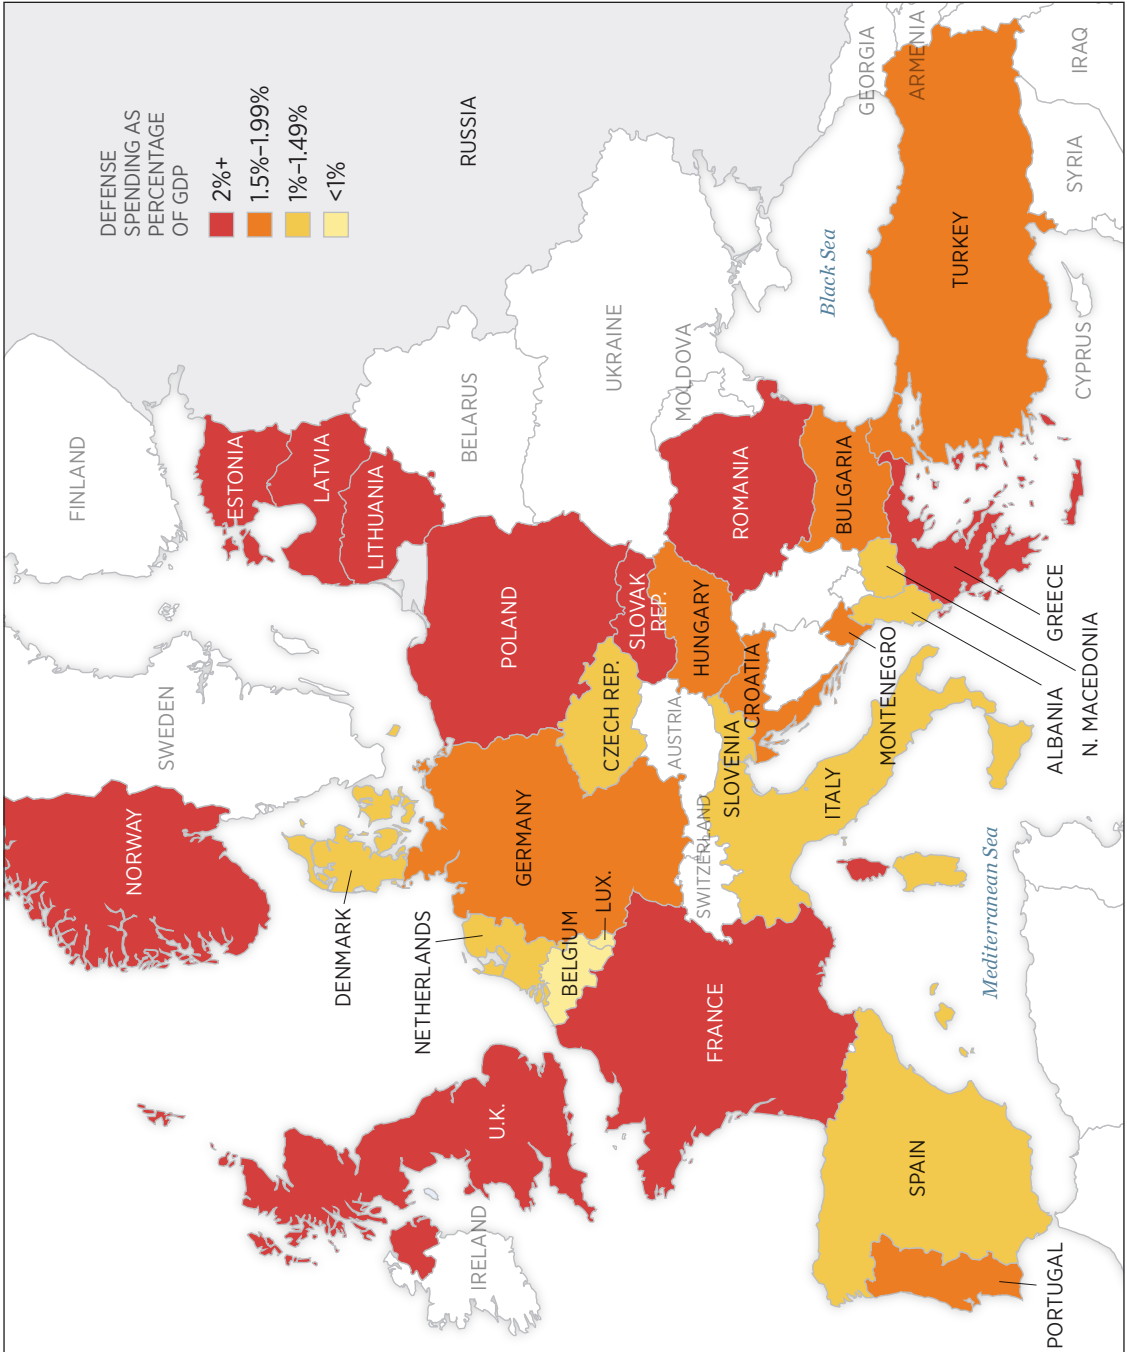 DEFENSE
SPENDING AS
PERCENTAGE
OF GDP
2%+
1.5%–1.99%
1%–1.49%
<1%
FINLAND
SWEDEN
NORWAY
ESTONIA
LATVIA
LITHUANIA
RUSSIA
DENMARK
NETHERLANDS
BELARUS
POLAND
GERMANY
BELGIUM
LUX.
U.K.
IRELAND
CZECH REP.
SLOVAK
REP.
UKRAINE
MOLDOVA
AUSTRIA
HUNGARY
SWITZERLAND
SLOVENIA
CROATIA
FRANCE
ROMANIA
Black Sea
GEORGIA
ARMENIA
BULGARIA
ITALY
MONTENEGRO
SPAIN
PORTUGAL
Mediterranean Sea
ALBANIA
N. MACEDONIA
GREECE
TURKEY
CYPRUS
SYRIA
IRAQ